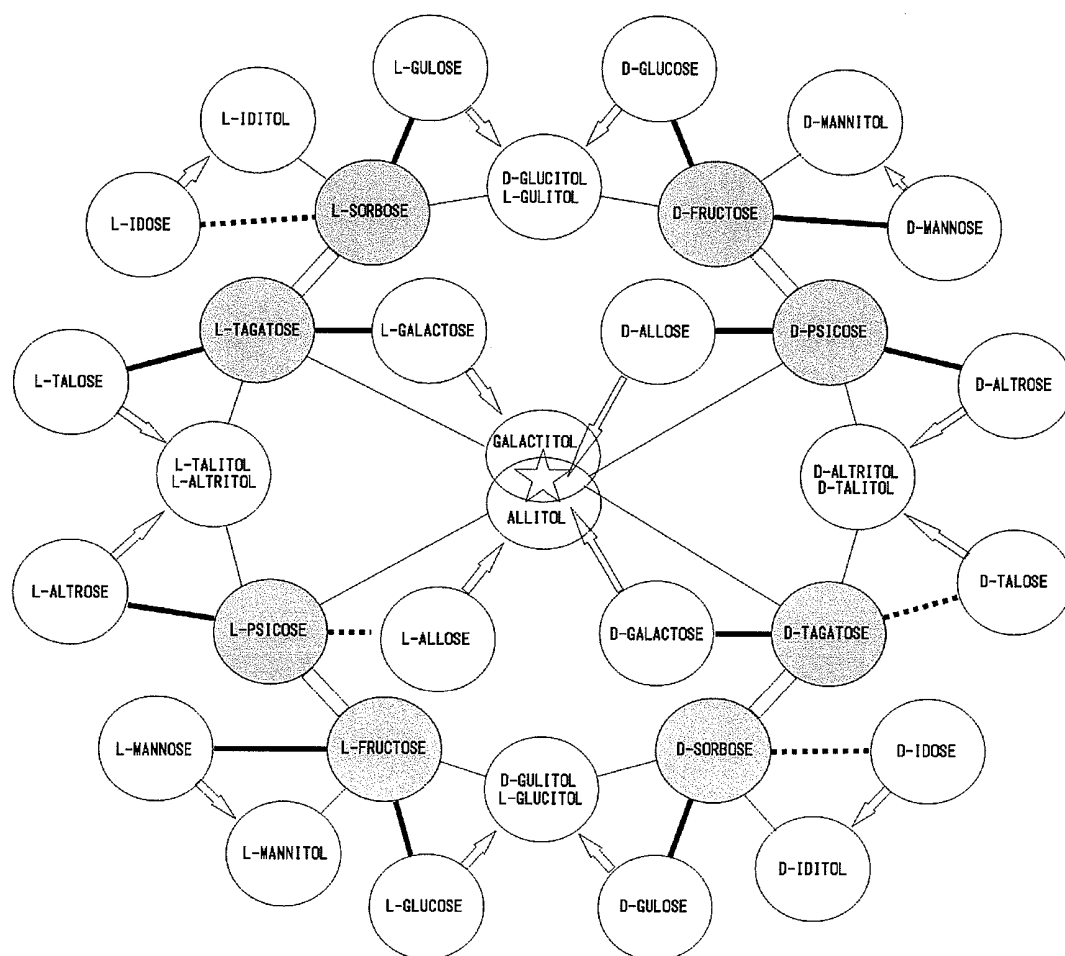 L-GULOSE
D-GLUCOSE
L-IDITOL
D-MANNITOL
D-GLUCITOL
L-GULITOL
L-SORBOSE
D-FRUCTOSE
L-IDOSE
D-MANNOSE
L-TAGATOSE
L-GALACTOSE
D-ALLOSE
D-PSICOSE
L-TALOSE
D-ALTROSE
GALACTITOL
L-TALITOL
L-ALTRITOL
D-ALTRITOL
D-TALITOL
ALLITOL
L-ALTROSE
D-TALOSE
L-PSICOSE
L-ALLOSE
D-GALACTOSE
D-TAGATOSE
L-MANNOSE
L-FRUCTOSE
D-SORBOSE
D-IDOSE
D-GULITOL
L-GLUCITOL
L-MANNITOL
D-IDITOL
L-GLUCOSE
D-GULOSE